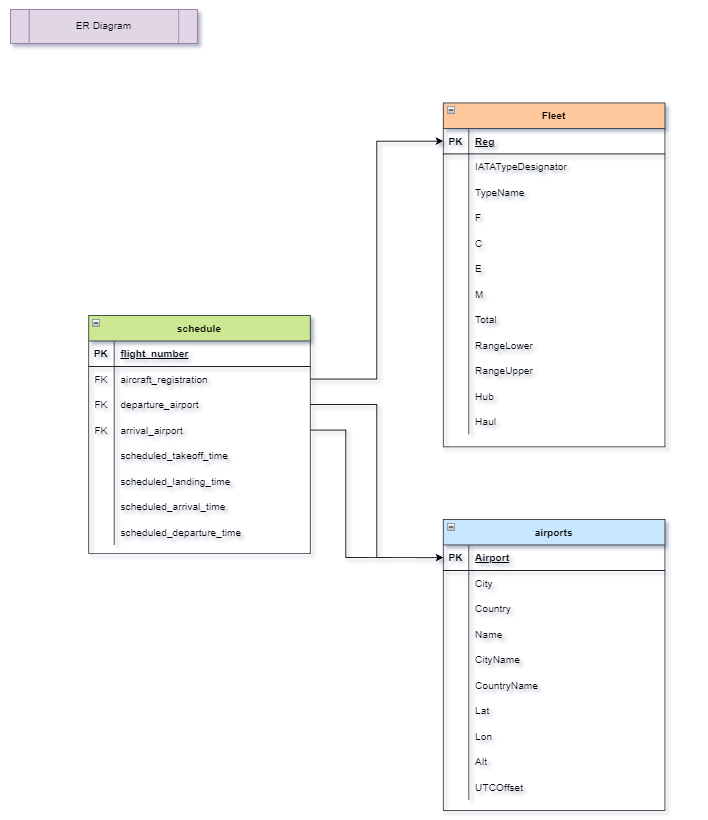 ER Diagram
Fleet
PK Reg
IATATypeDesignator
TypeName
F
C
E
M
Total
RangeLower
RangeUpper
Hub
Haul
schedule
PK flight_number
FK aircraft_registration
FK departure_airport
FK arrival_airport
scheduled_takeoff_time
scheduled_landing_time
scheduled_arrival_time
scheduled_departure_time
airports
PK Airport
City
Country
Name
CityName
CountryName
Lat
Lon
Alt
UTCOffset